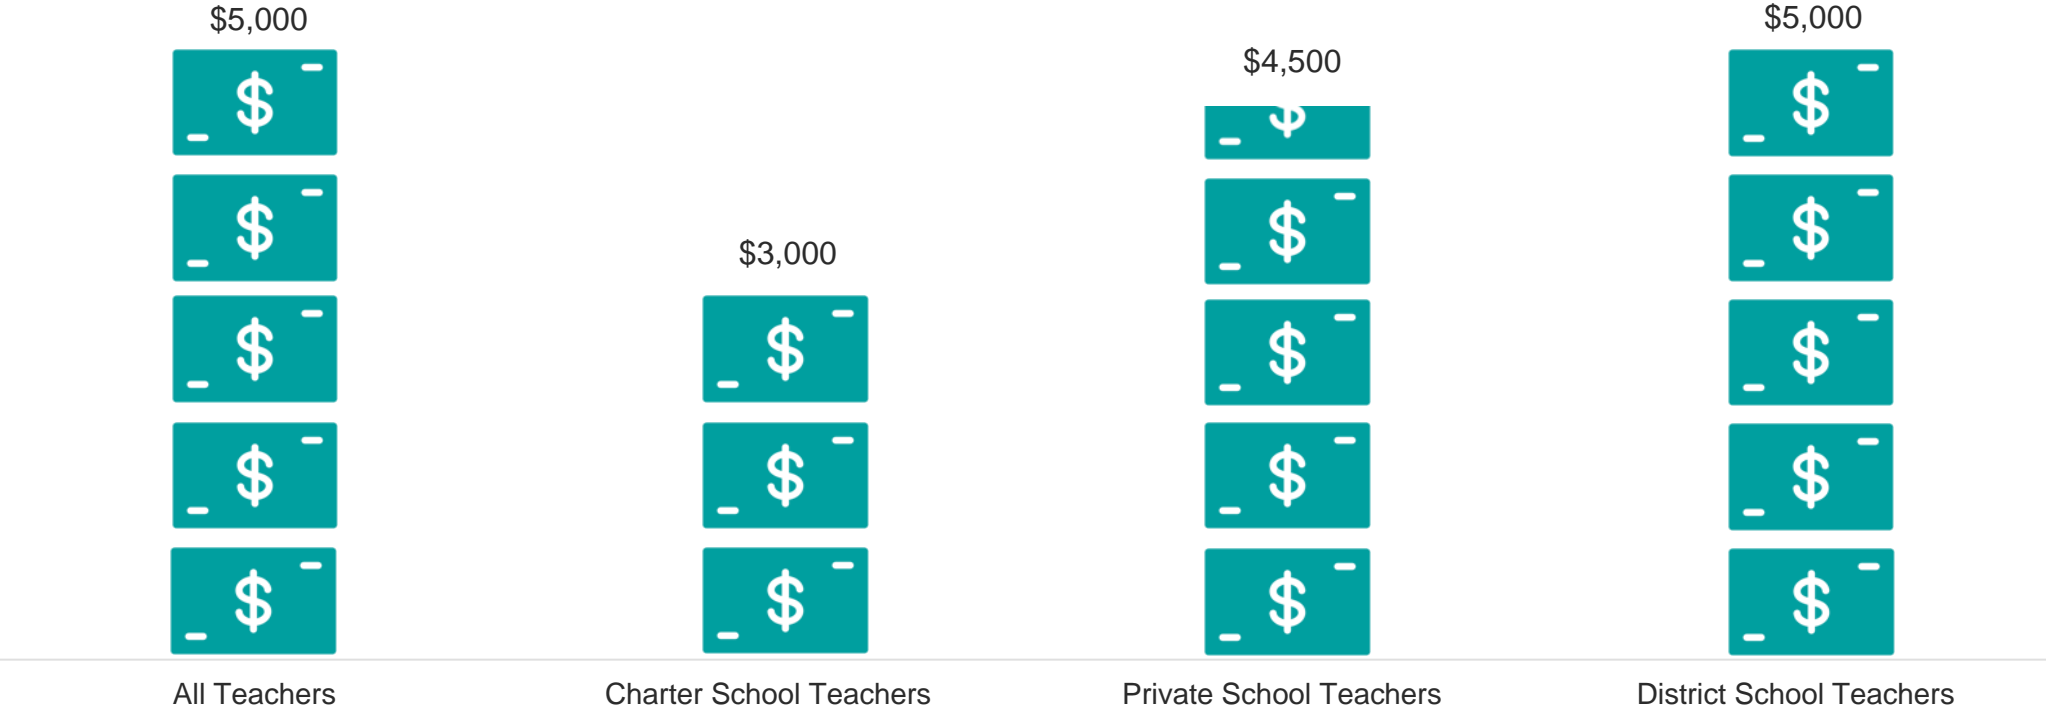 $5,000
$3,000
$4,500
$5,000
All Teachers
Charter School Teachers
Private School Teachers
District School Teachers